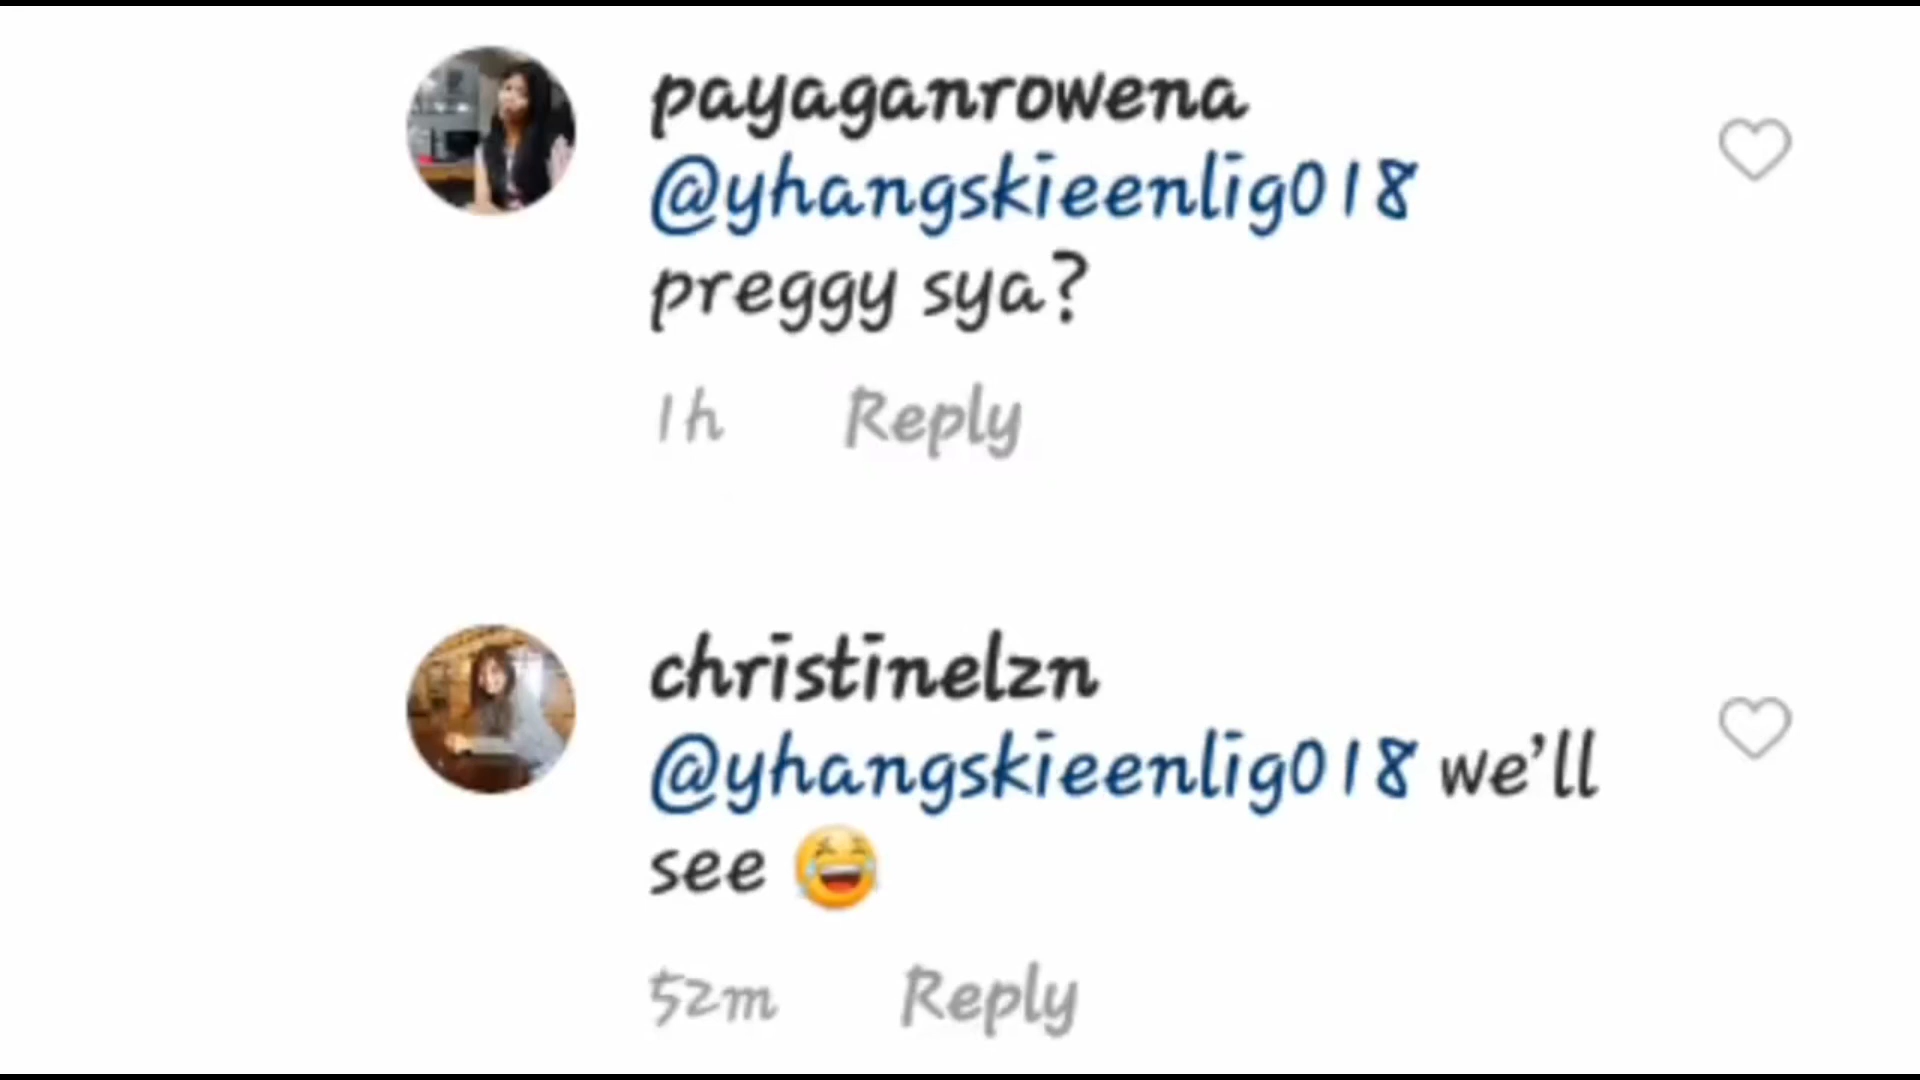 payaganrowena
@yhangskieenlig018
preggy sya?
1h Reply
christinelzn
@yhangskieenlig018 we'll
see 😂
52m Reply